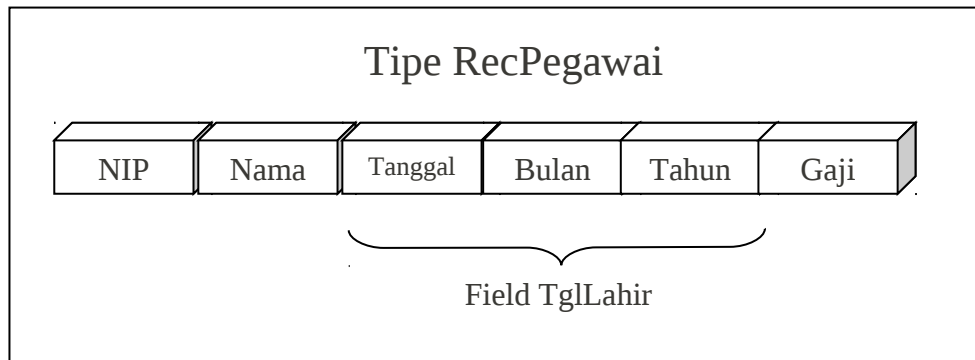 Tipe RecPegawai
NIP Nama Tanggal Bulan Tahun Gaji
Field TglLahir